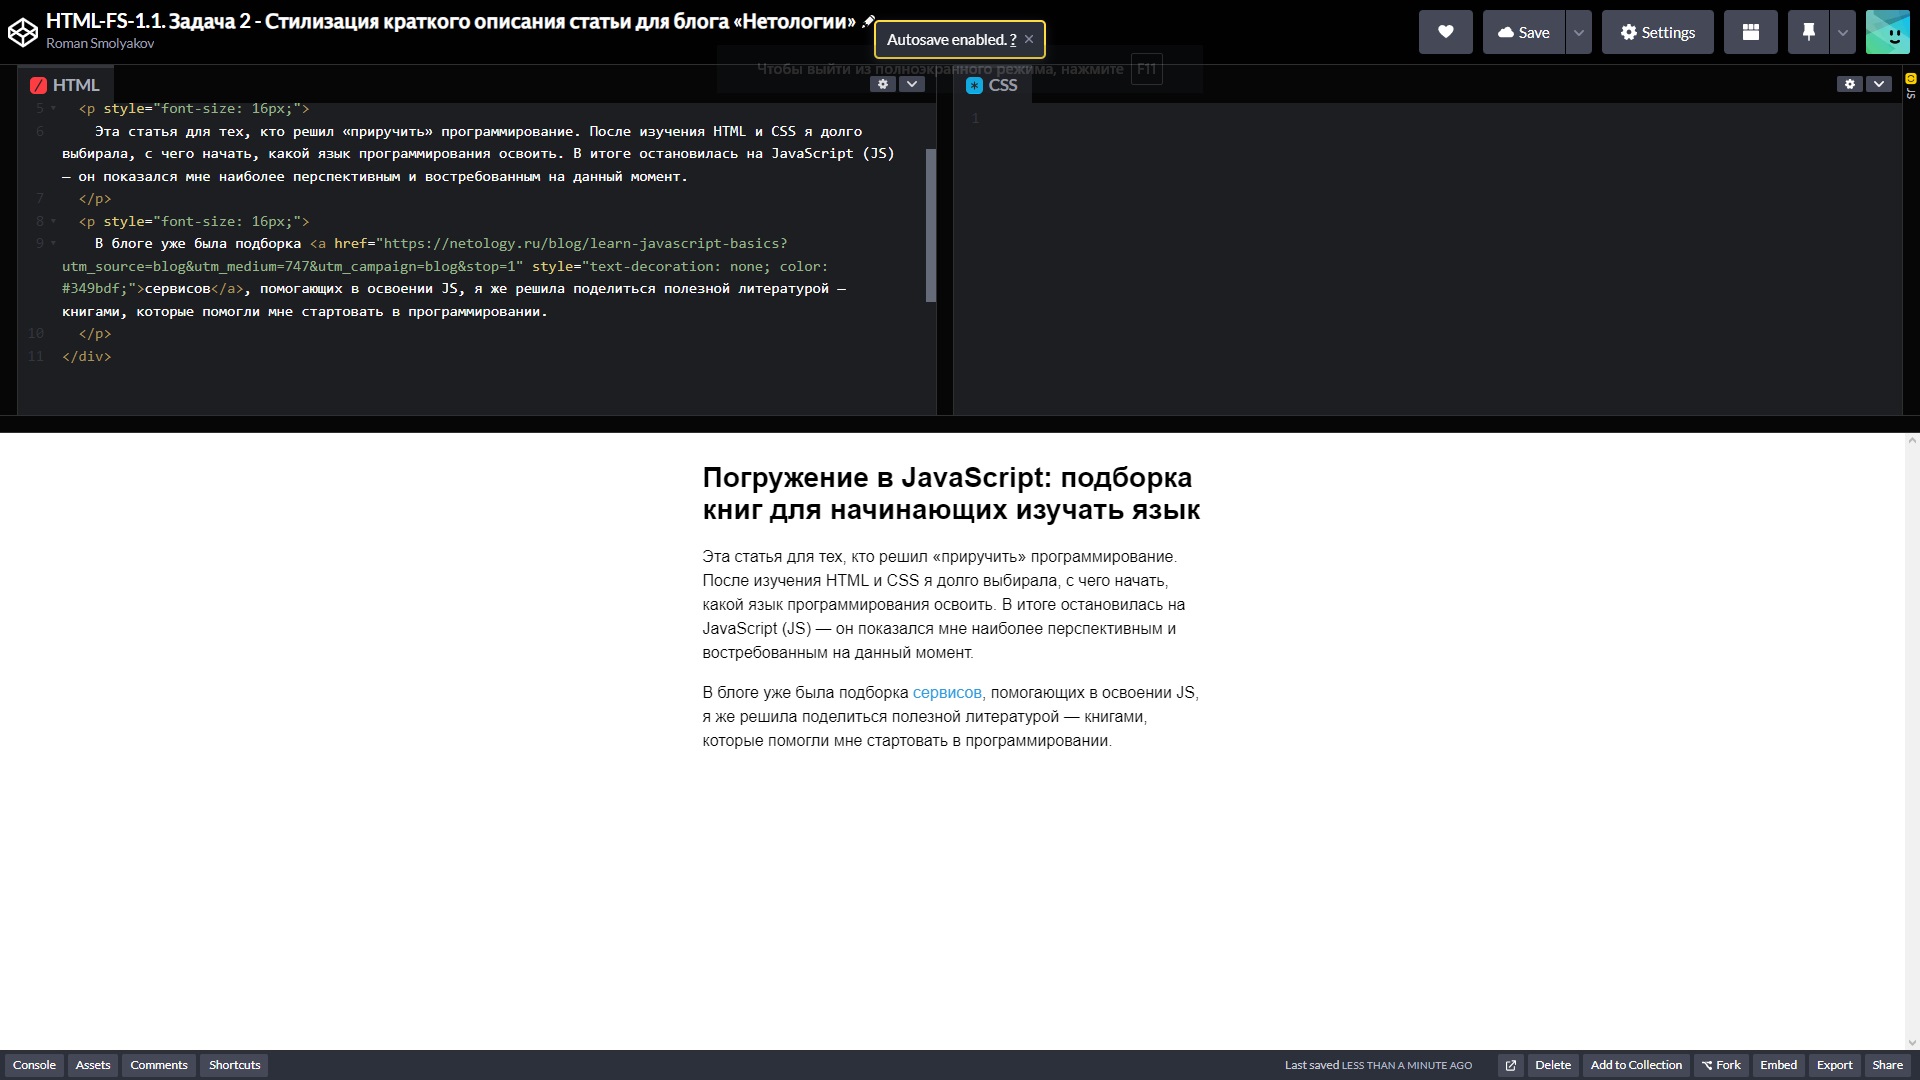 HTML-FS-1.1. Задача 2 - Стилизация краткого описания статьи для блога «Нетологии»
Roman Smolyakov
Autosave enabled. ? ×
Save
Settings
Чтобы выйти из полноэкранного режима, нажмите F11
HTML
CSS
JS
5 <p style="font-size: 16px;">
6 Эта статья для тех, кто решил «приручить» программирование. После изучения HTML и CSS я долго
выбирала, с чего начать, какой язык программирования освоить. В итоге остановилась на JavaScript (JS)
— он показался мне наиболее перспективным и востребованным на данный момент.
7 </p>
8 <p style="font-size: 16px;">
9 В блоге уже была подборка <a href="https://netology.ru/blog/learn-javascript-basics?
utm_source=blog&utm_medium=747&utm_campaign=blog&stop=1" style="text-decoration: none; color:
#349bdf;">сервисов</a>, помогающих в освоении JS, я же решила поделиться полезной литературой —
книгами, которые помогли мне стартовать в программировании.
10 </p>
11 </div>
1
Погружение в JavaScript: подборка
книг для начинающих изучать язык
Эта статья для тех, кто решил «приручить» программирование.
После изучения HTML и CSS я долго выбирала, с чего начать,
какой язык программирования освоить. В итоге остановилась на
JavaScript (JS) — он показался мне наиболее перспективным и
востребованным на данный момент.
В блоге уже была подборка сервисов, помогающих в освоении JS,
я же решила поделиться полезной литературой — книгами,
которые помогли мне стартовать в программировании.
Console Assets Comments Shortcuts
Last saved LESS THAN A MINUTE AGO
Delete Add to Collection Fork Embed Export Share